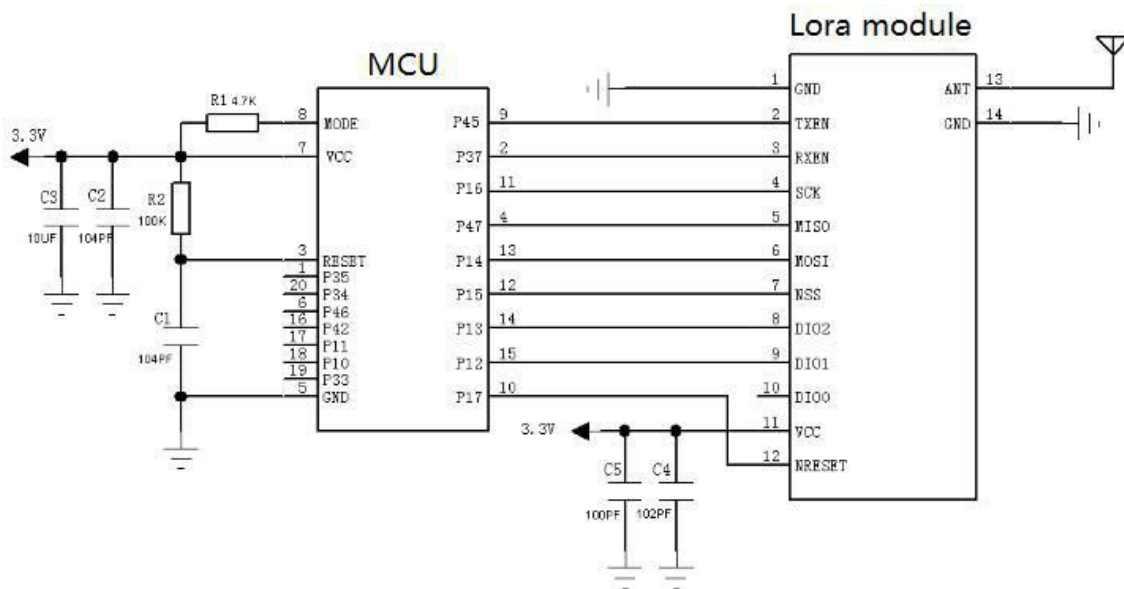 Lora module
MCU
R1 4.7K
8 MODE
P45 9
1 GND
ANT 13
2 TXEN
GND 14
3.3V
7 VCC
P37 2
3 RXEN
C3
C2
R2
100K
P16 11
4 SCK
10UF
104PF
P47 4
5 MISO
3 RESET
P14 13
6 MOSI
1 P35
20 P34
P15 12
7 NSS
6 P46
C1
16 P42
P13 14
8 DIO2
17 P11
104PF
18 P10
P12 15
9 DIO1
19 P33
5 GND
P17 10
10 DIO0
3.3V
11 VCC
12 NRESET
C5
C4
100PF
102PF